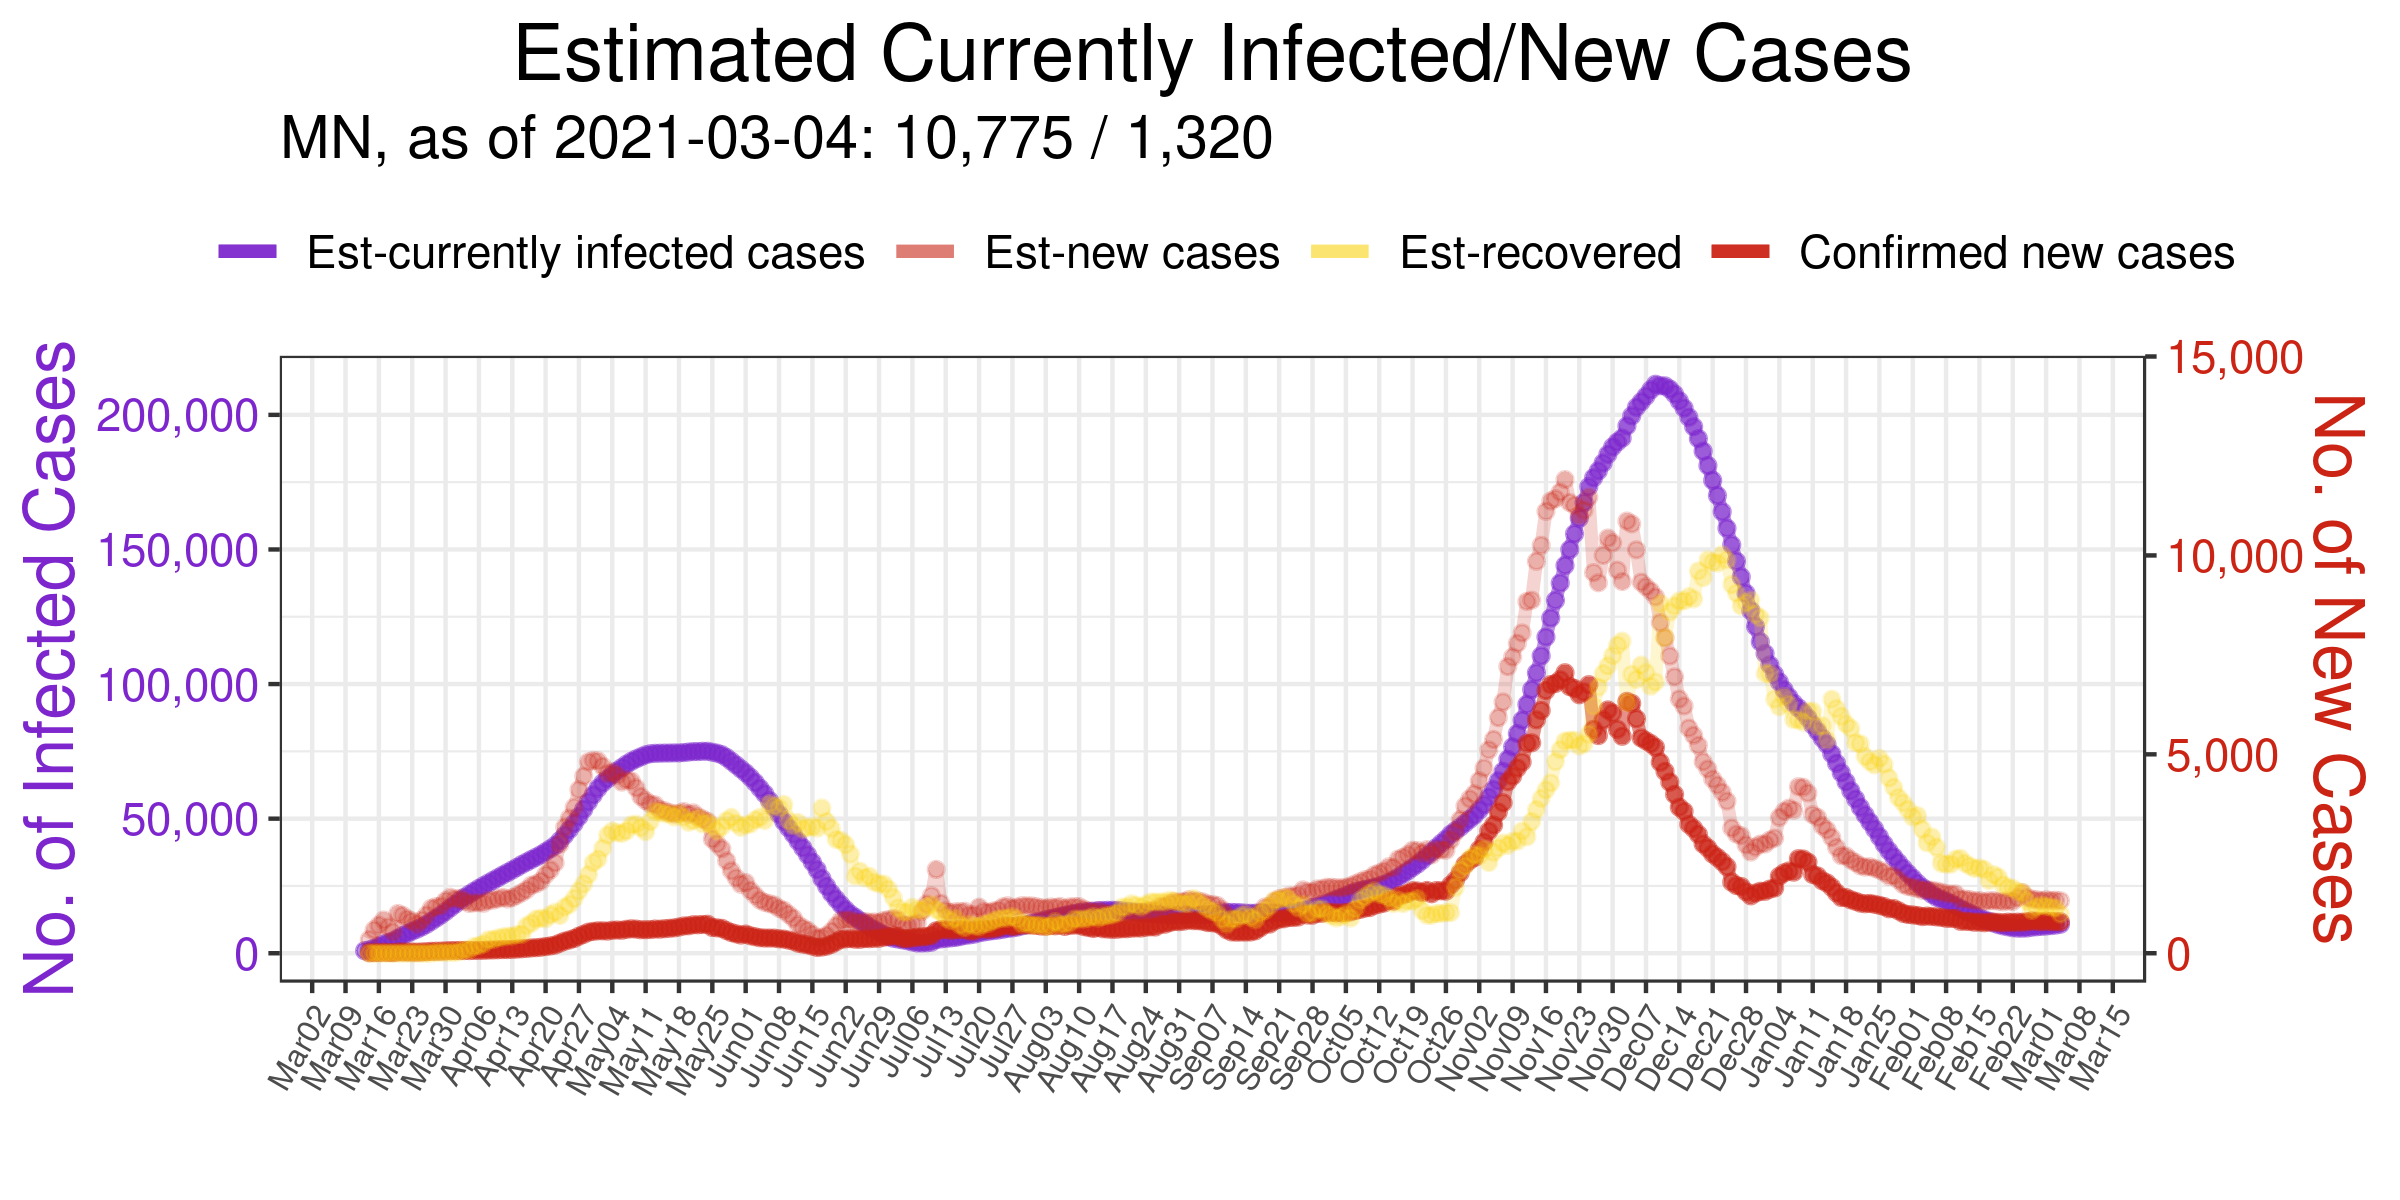 Estimated Currently Infected/New Cases
MN, as of 2021-03-04: 10,775 / 1,320
Est-currently infected cases
Est-new cases
Est-recovered
Confirmed new cases
No. of Infected Cases
200,000
150,000
100,000
50,000
0
15,000
10,000
5,000
0
No. of New Cases
Mar02
Mar09
Mar16
Mar23
Mar30
Apr06
Apr13
Apr20
Apr27
May04
May11
May18
May25
Jun01
Jun08
Jun15
Jun22
Jun29
Jul06
Jul13
Jul20
Jul27
Aug03
Aug10
Aug17
Aug24
Aug31
Sep07
Sep14
Sep21
Sep28
Oct05
Oct12
Oct19
Oct26
Nov02
Nov09
Nov16
Nov23
Nov30
Dec07
Dec14
Dec21
Dec28
Jan04
Jan11
Jan18
Jan25
Feb01
Feb08
Feb15
Feb22
Mar01
Mar08
Mar15